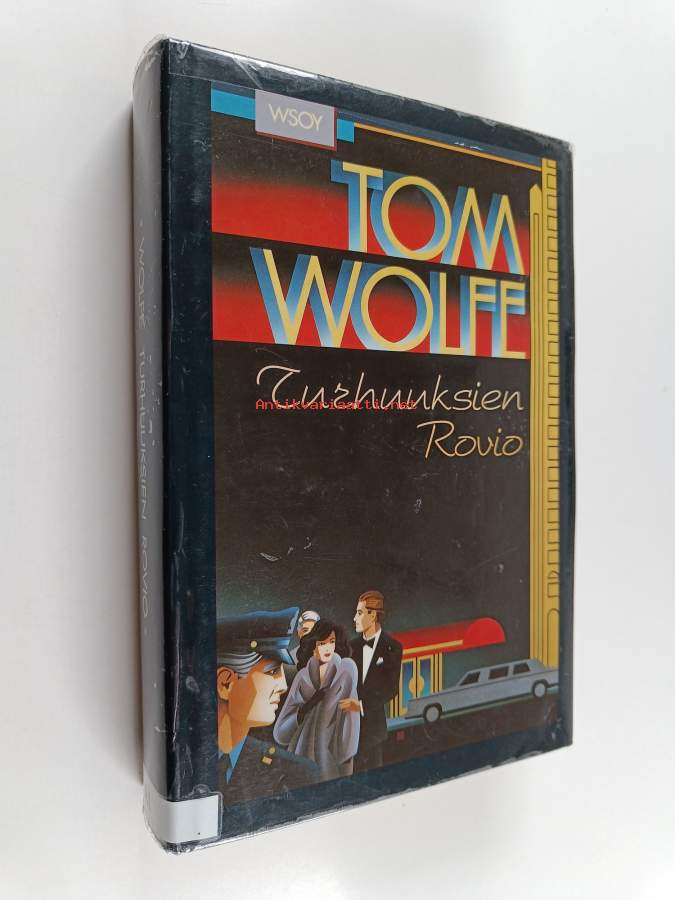 WSOY
TOM
WOLFE
Turhuuksien
Antikvariaatti.net
Rovio
• WOLFE TURHUUKSIEN ROVIO •